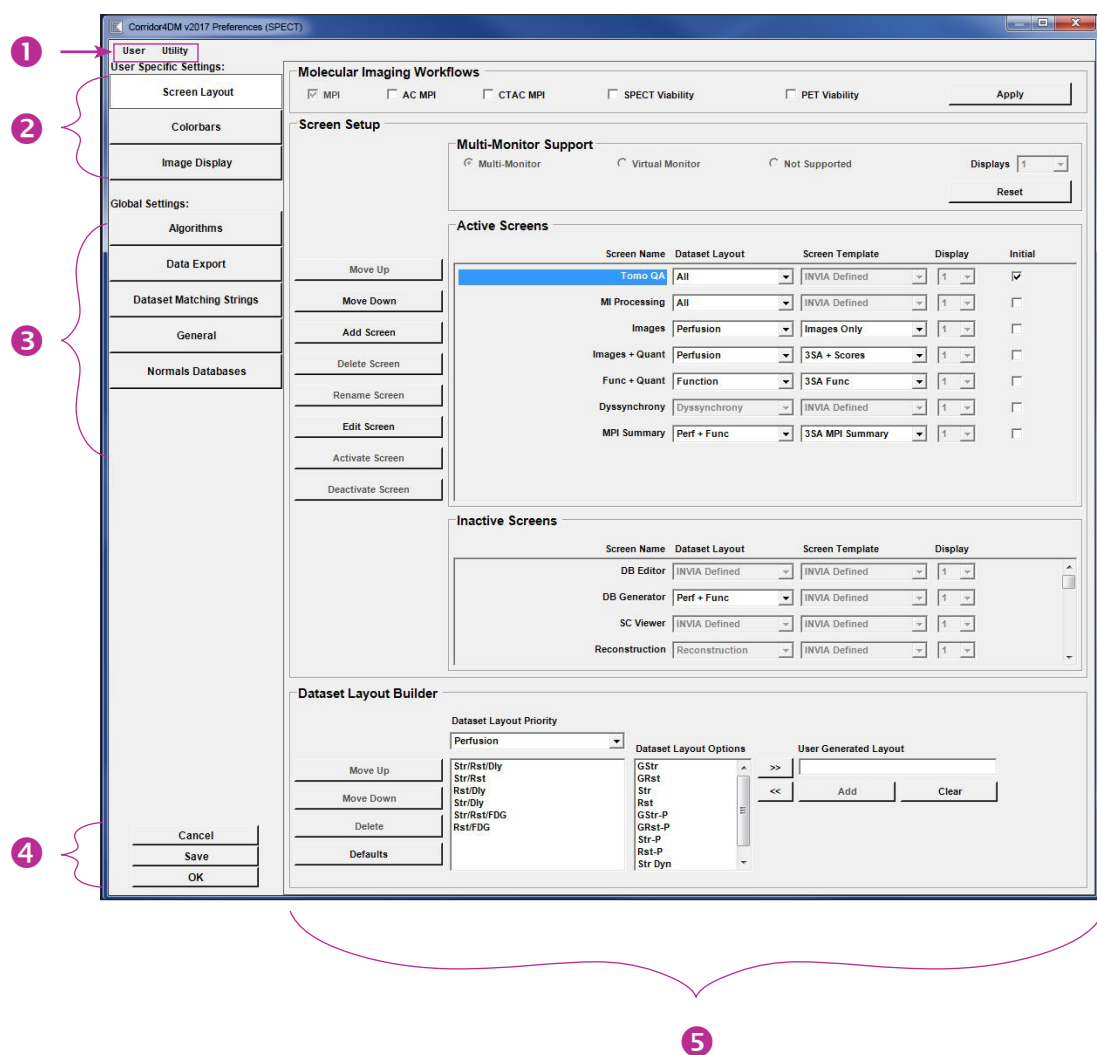 Corridor4DM v2017 Preferences (SPECT)
1
User Utility
User Specific Settings:
Screen Layout
2
Colorbars
Image Display
Global Settings:
Algorithms
Data Export
Dataset Matching Strings
3
General
Normals Databases
4
Cancel
Save
OK
Molecular Imaging Workflows
MPI AC MPI CTAC MPI SPECT Viability PET Viability Apply
Screen Setup
Multi-Monitor Support
Multi-Monitor Virtual Monitor Not Supported Displays 1
Reset
Active Screens
Screen Name Dataset Layout Screen Template Display Initial
Tomo QA All INVIA Defined 1
MI Processing All INVIA Defined 1
Images Perfusion Images Only 1
Images + Quant Perfusion 3SA + Scores 1
Func + Quant Function 3SA Func 1
Dyssynchrony Dyssynchrony INVIA Defined 1
MPI Summary Perf + Func 3SA MPI Summary 1
Move Up
Move Down
Add Screen
Delete Screen
Rename Screen
Edit Screen
Activate Screen
Deactivate Screen
Inactive Screens
Screen Name Dataset Layout Screen Template Display
DB Editor INVIA Defined INVIA Defined 1
DB Generator Perf + Func INVIA Defined 1
SC Viewer INVIA Defined INVIA Defined 1
Reconstruction Reconstruction INVIA Defined 1
Dataset Layout Builder
Dataset Layout Priority
Perfusion
Move Up
Move Down
Delete
Defaults
Str/Rst/Dly
Str/Rst
Rst/Dly
Str/Dly
Str/Rst/FDG
Rst/FDG
Dataset Layout Options
GStr
GRst
Str
Rst
GStr-P
GRst-P
Str-P
Rst-P
Str Dyn
>>
<<
User Generated Layout
Add Clear
5